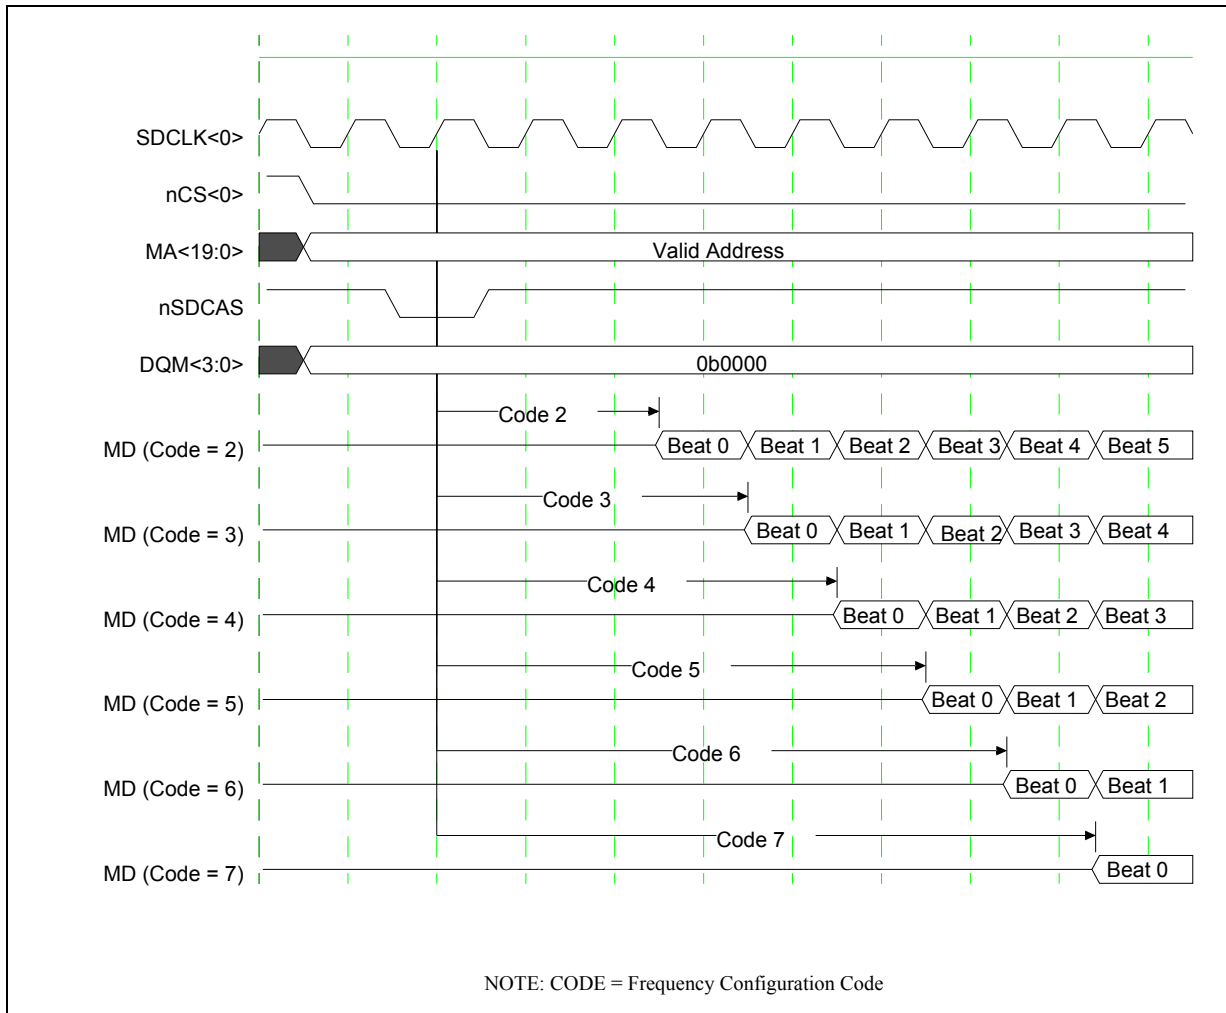 SDCLK<0>
nCS<0>
MA<19:0>
Valid Address
nSDCAS
DQM<3:0>
0b0000
Code 2
MD (Code = 2)
Beat 0 Beat 1 Beat 2 Beat 3 Beat 4 Beat 5
Code 3
MD (Code = 3)
Beat 0 Beat 1 Beat 2 Beat 3 Beat 4
Code 4
MD (Code = 4)
Beat 0 Beat 1 Beat 2 Beat 3
Code 5
MD (Code = 5)
Beat 0 Beat 1 Beat 2
Code 6
MD (Code = 6)
Beat 0 Beat 1
Code 7
MD (Code = 7)
Beat 0
NOTE: CODE = Frequency Configuration Code